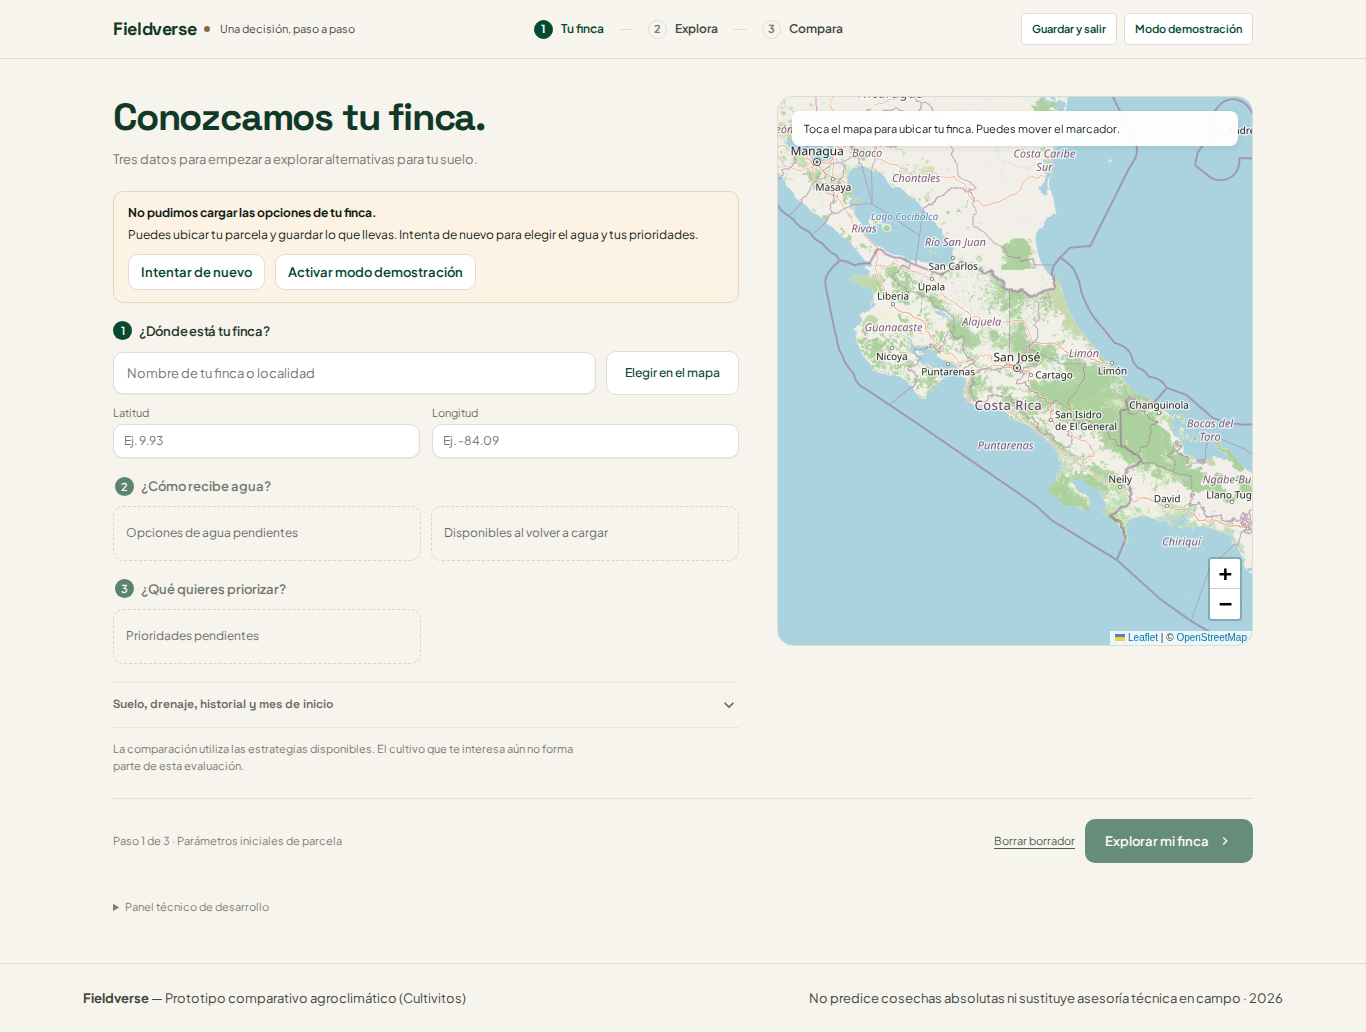 Fieldverse
Una decisión, paso a paso
1 Tu finca
2 Explora
3 Compara
Guardar y salir
Modo demostración
Conozcamos tu finca.
Tres datos para empezar a explorar alternativas para tu suelo.
No pudimos cargar las opciones de tu finca.
Puedes ubicar tu parcela y guardar lo que llevas. Intenta de nuevo para elegir el agua y tus prioridades.
Intentar de nuevo
Activar modo demostración
1 ¿Dónde está tu finca?
Nombre de tu finca o localidad
Elegir en el mapa
Latitud
Longitud
Ej. 9.93
Ej. -84.09
2 ¿Cómo recibe agua?
Opciones de agua pendientes
Disponibles al volver a cargar
3 ¿Qué quieres priorizar?
Prioridades pendientes
Suelo, drenaje, historial y mes de inicio
La comparación utiliza las estrategias disponibles. El cultivo que te interesa aún no forma
parte de esta evaluación.
Toca el mapa para ubicar tu finca. Puedes mover el marcador.
Managua
Boaco
Costa Caribe
Sur
Masaya
Chontales
Lago Cocibolca
Rivas
Río San Juan
San Carlos
Upala
Liberia
Guanacaste
Alajuela
Nicoya
San José
Limón
Puntarenas
Cartago
Limón
Costa Rica
Changuinola
San Isidro
de El General
Bocas del
Toro
Puntarenas
Neily
Ngäbe-Bu
David
Llano Tug
Chiriquí
+
−
Leaflet | © OpenStreetMap
Paso 1 de 3 · Parámetros iniciales de parcela
Borrar borrador
Explorar mi finca
Panel técnico de desarrollo
Fieldverse — Prototipo comparativo agroclimático (Cultivitos)
No predice cosechas absolutas ni sustituye asesoría técnica en campo · 2026